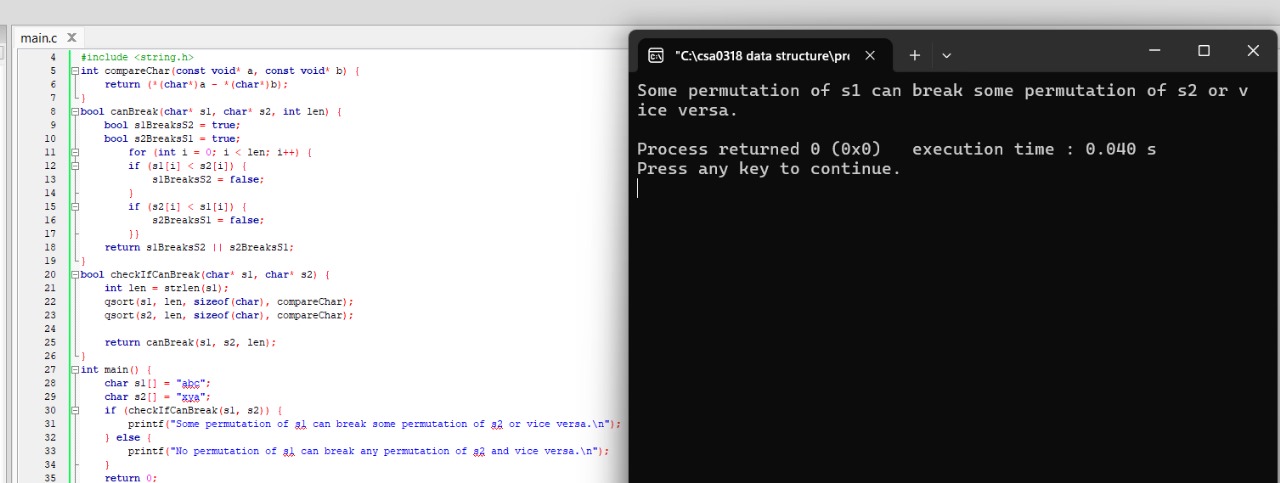 main.c X
4 #include <string.h>
5 int compareChar(const void* a, const void* b) {
6 return (*(char*)a - *(char*)b);
7 }
8 bool canBreak(char* s1, char* s2, int len) {
9 bool s1BreaksS2 = true;
10 bool s2BreaksS1 = true;
11 for (int i = 0; i < len; i++) {
12 if (s1[i] < s2[i]) {
13 s1BreaksS2 = false;
14 }
15 if (s2[i] < s1[i]) {
16 s2BreaksS1 = false;
17 }}
18 return s1BreaksS2 || s2BreaksS1;
19 }
20 bool checkIfCanBreak(char* s1, char* s2) {
21 int len = strlen(s1);
22 qsort(s1, len, sizeof(char), compareChar);
23 qsort(s2, len, sizeof(char), compareChar);
24
25 return canBreak(s1, s2, len);
26 }
27 int main() {
28 char s1[] = "abc";
29 char s2[] = "xya";
30 if (checkIfCanBreak(s1, s2)) {
31 printf("Some permutation of s1 can break some permutation of s2 or vice versa.\n");
32 } else {
33 printf("No permutation of s1 can break any permutation of s2 and vice versa.\n");
34 }
35 return 0;
"C:\csa0318 data structure\pro
Some permutation of s1 can break some permutation of s2 or v
ice versa.
Process returned 0 (0x0) execution time : 0.040 s
Press any key to continue.